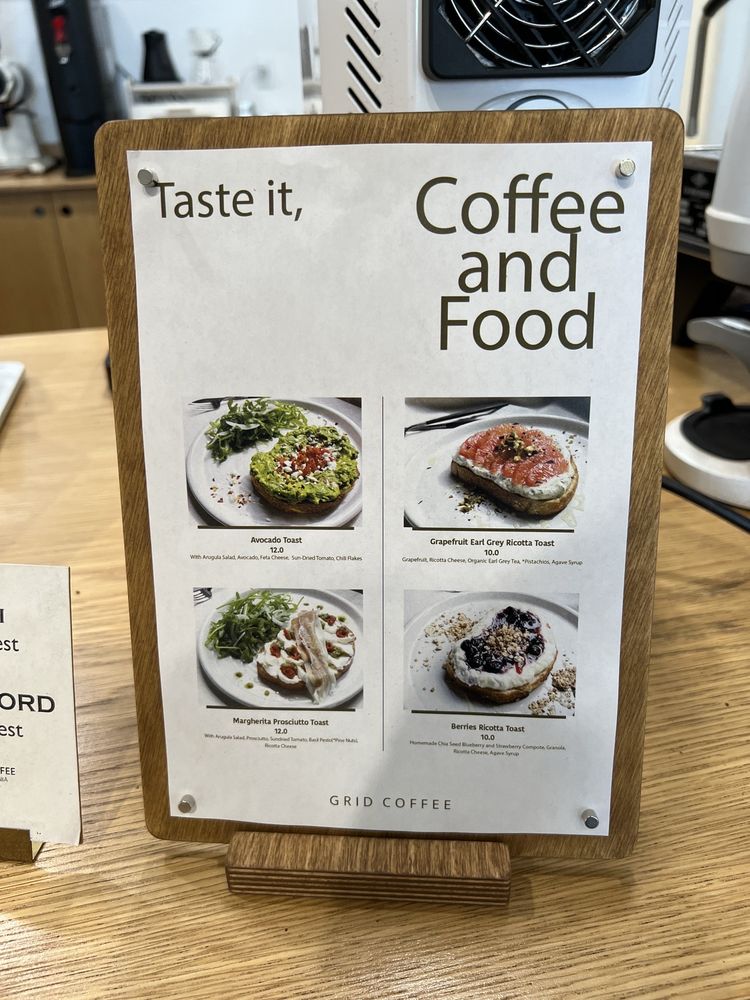 Taste it,
Coffee
and
Food
Avocado Toast
12.0
With Arugula Salad, Avocado, Feta Cheese, Sun-Dried Tomato, Chili Flakes
Grapefruit Earl Grey Ricotta Toast
10.0
Grapefruit, Ricotta Cheese, Organic Earl Grey Tea, *Pistachios, Agave Syrup
Margherita Prosciutto Toast
12.0
With Arugula Salad, Prosciutto, Sundried Tomato, Basil Pesto(*Pine Nuts),
Ricotta Cheese
Berries Ricotta Toast
10.0
Homemade Chia Seed Blueberry and Strawberry Compote, Granola,
Ricotta Cheese, Agave Syrup
GRID COFFEE
est
ORD
est
FEE